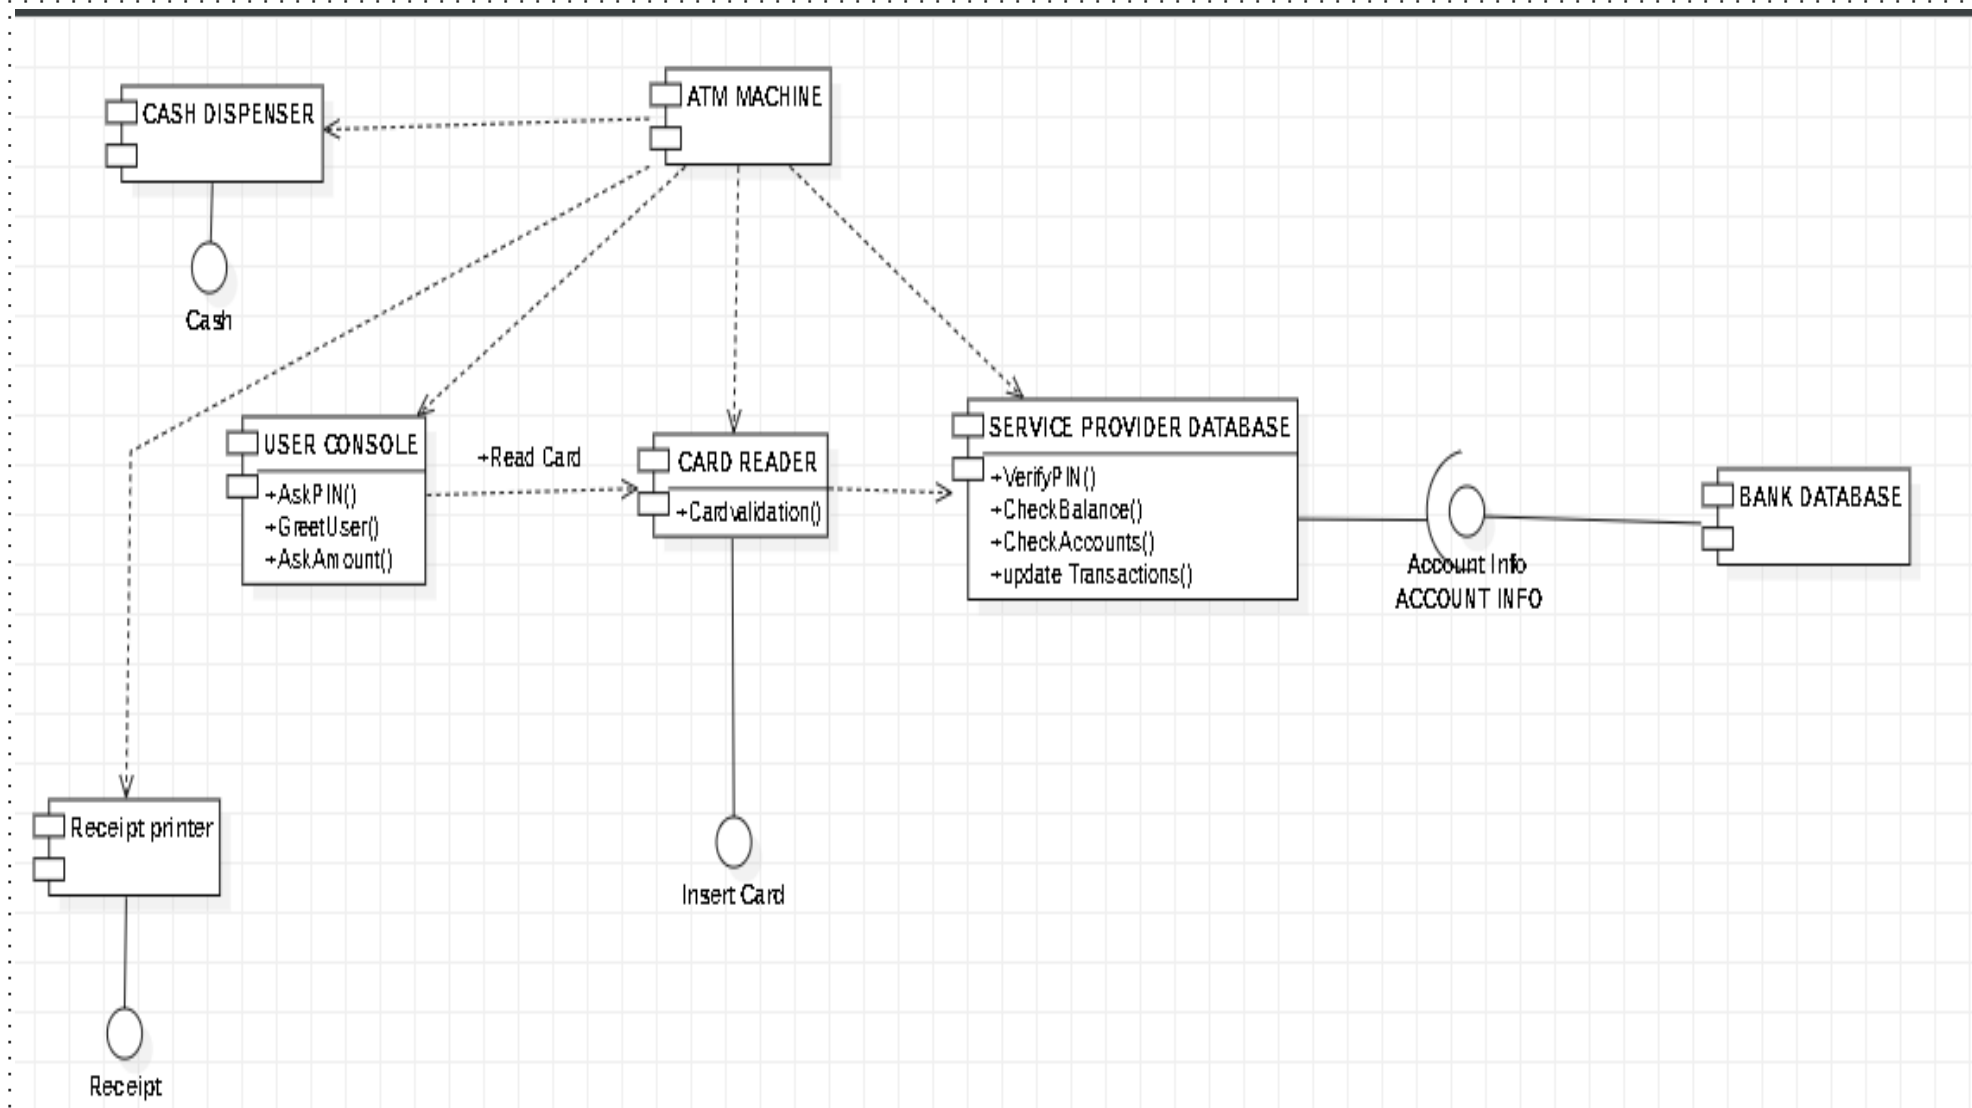 CASH DISPENSER
ATM MACHINE
Cash
USER CONSOLE
+AskPIN()
+GreetUser()
+AskAmount()
+Read Card
CARD READER
+Cardvalidation()
SERVICE PROVIDER DATABASE
+VerifyPIN()
+CheckBalance()
+CheckAccounts()
+update Transactions()
Account Info
ACCOUNT INFO
BANK DATABASE
Receipt printer
Insert Card
Receipt